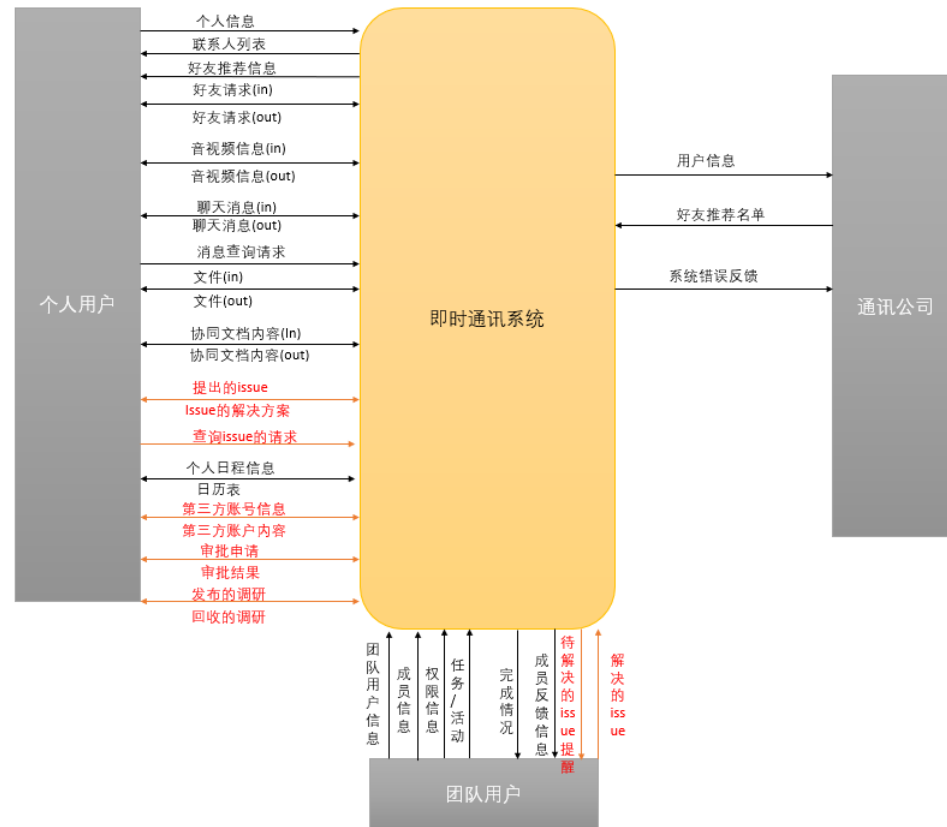 个人信息
联系人列表
好友推荐信息
好友请求(in)
好友请求(out)
音视频信息(in)
音视频信息(out)
聊天消息(in)
聊天消息(out)
消息查询请求
文件(in)
文件(out)
协同文档内容(In)
协同文档内容(out)
提出的issue
Issue的解决方案
查询issue的请求
个人日程信息
日历表
第三方账号信息
第三方账户内容
审批申请
审批结果
发布的调研
回收的调研
个人用户
即时通讯系统
用户信息
好友推荐名单
系统错误反馈
通讯公司
团队用户信息
成员信息
权限信息
任务/活动
完成情况
成员反馈信息
待解决的issue提醒
解决的issue
团队用户